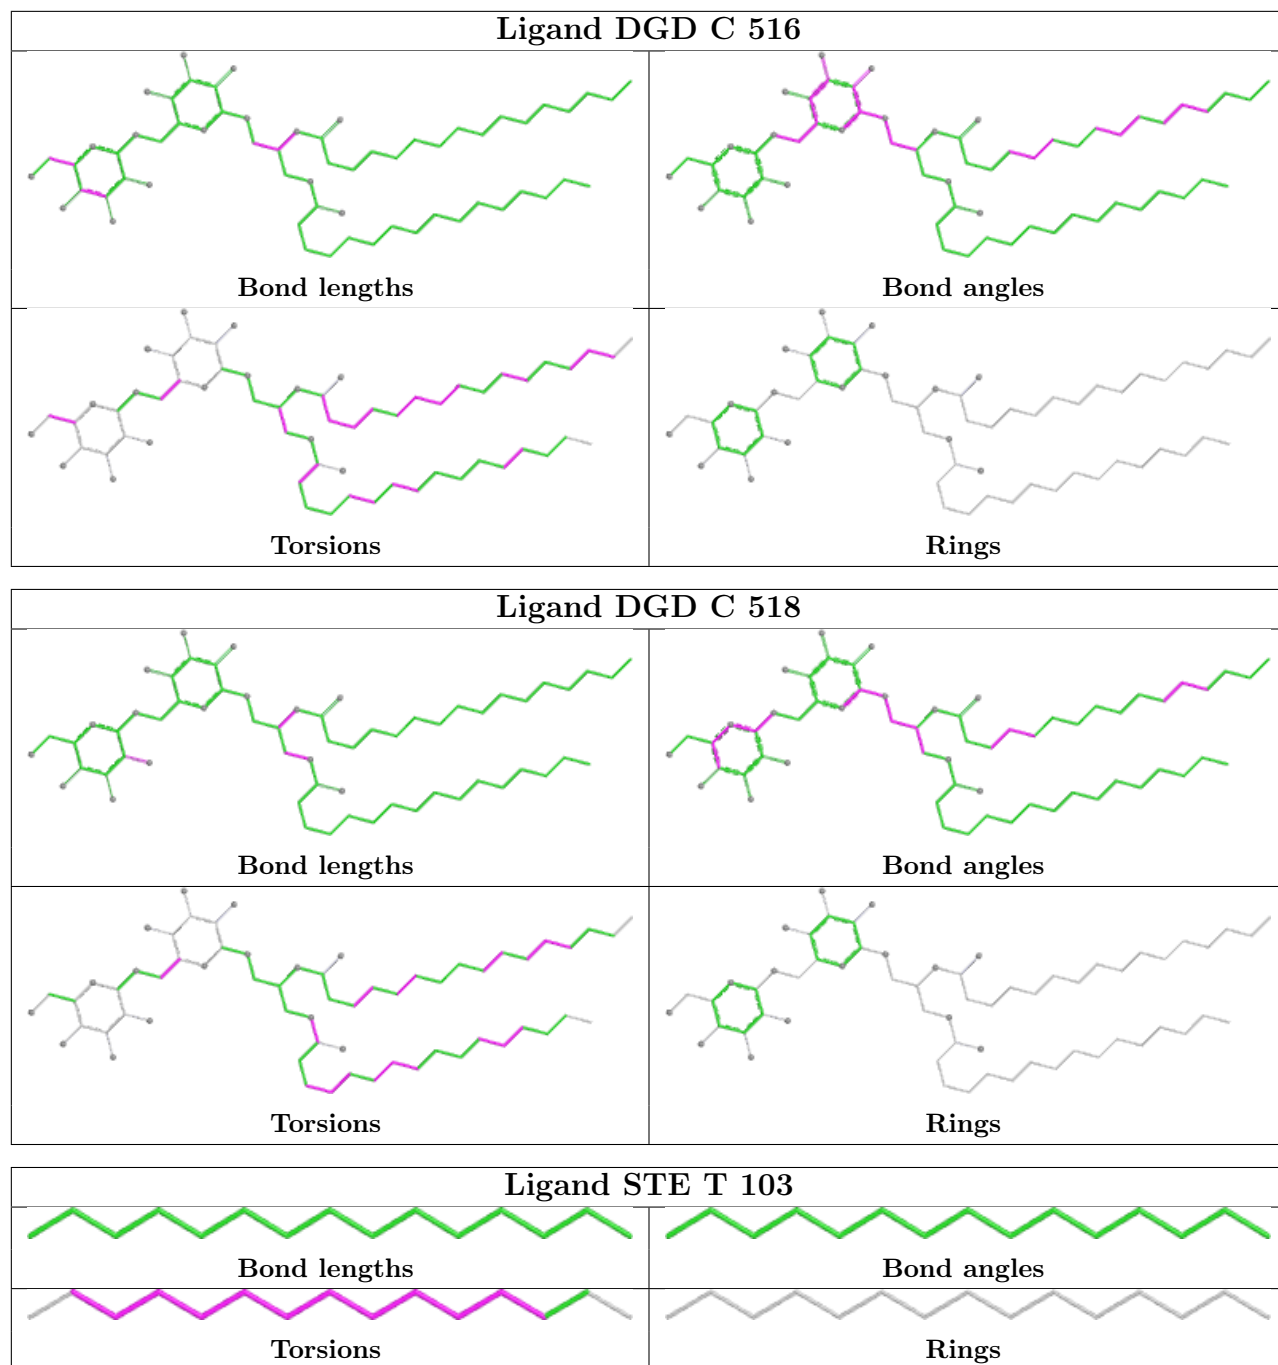 Ligand DGD C 516
Bond lengths Bond angles
Torsions Rings
Ligand DGD C 518
Bond lengths Bond angles
Torsions Rings
Ligand STE T 103
Bond lengths Bond angles
Torsions Rings